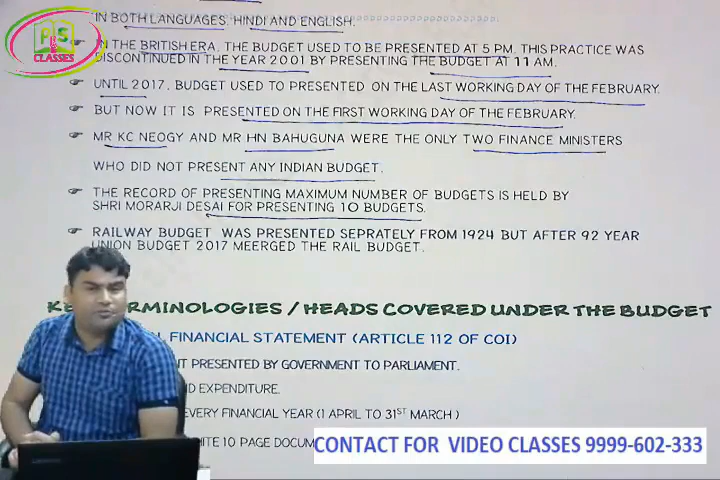 IN BOTH LANGUAGES, HINDI AND ENGLISH.
PS
CLASSES
IN THE BRITISH ERA, THE BUDGET USED TO BE PRESENTED AT 5 PM. THIS PRACTICE WAS
DISCONTINUED IN THE YEAR 2001 BY PRESENTING THE BUDGET AT 11 AM.
UNTIL 2017, BUDGET USED TO PRESENTED ON THE LAST WORKING DAY OF THE FEBRUARY.
BUT NOW IT IS PRESENTED ON THE FIRST WORKING DAY OF THE FEBRUARY.
MR KC NEOGY AND MR HN BAHUGUNA WERE THE ONLY TWO FINANCE MINISTERS
WHO DID NOT PRESENT ANY INDIAN BUDGET.
THE RECORD OF PRESENTING MAXIMUM NUMBER OF BUDGETS IS HELD BY
SHRI MORARJI DESAI FOR PRESENTING 10 BUDGETS.
RAILWAY BUDGET WAS PRESENTED SEPRATELY FROM 1924 BUT AFTER 92 YEAR
UNION BUDGET 2017 MEERGED THE RAIL BUDGET.
/ HEADS COVERED UNDER THE BUDGET
FINANCIAL STATEMENT (ARTICLE 112 OF COI)
PRESENTED BY GOVERNMENT TO PARLIAMENT.
EXPENDITURE.
EVERY FINANCIAL YEAR (1 APRIL TO 31ST MARCH )
10 PAGE
CONTACT FOR VIDEO CLASSES 9999-602-333